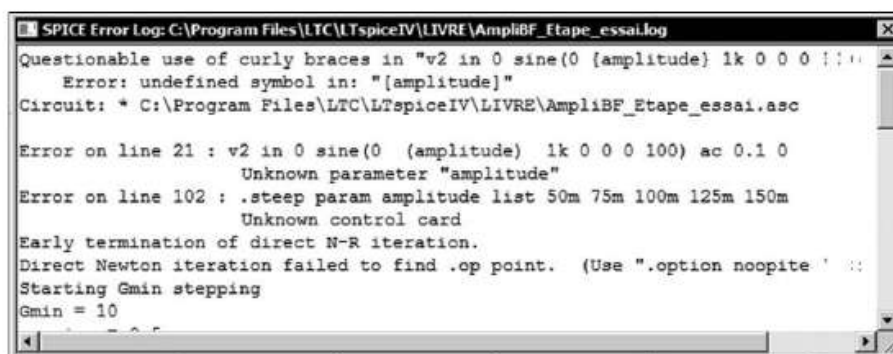 SPICE Error Log: C:\Program Files\LTC\LTspiceIV\LIVRE\AmpliBF_Etape_essai.log
Questionable use of curly braces in "v2 in 0 sine(0 {amplitude} 1k 0 0 0
Error: undefined symbol in: "[amplitude]"
Circuit: * C:\Program Files\LTC\LTspiceIV\LIVRE\AmpliBF_Etape_essai.asc
Error on line 21 : v2 in 0 sine(0 (amplitude) 1k 0 0 0 100) ac 0.1 0
Unknown parameter "amplitude"
Error on line 102 : .steep param amplitude list 50m 75m 100m 125m 150m
Unknown control card
Early termination of direct N-R iteration.
Direct Newton iteration failed to find .op point. (Use ".option noopite
Starting Gmin stepping
Gmin = 10